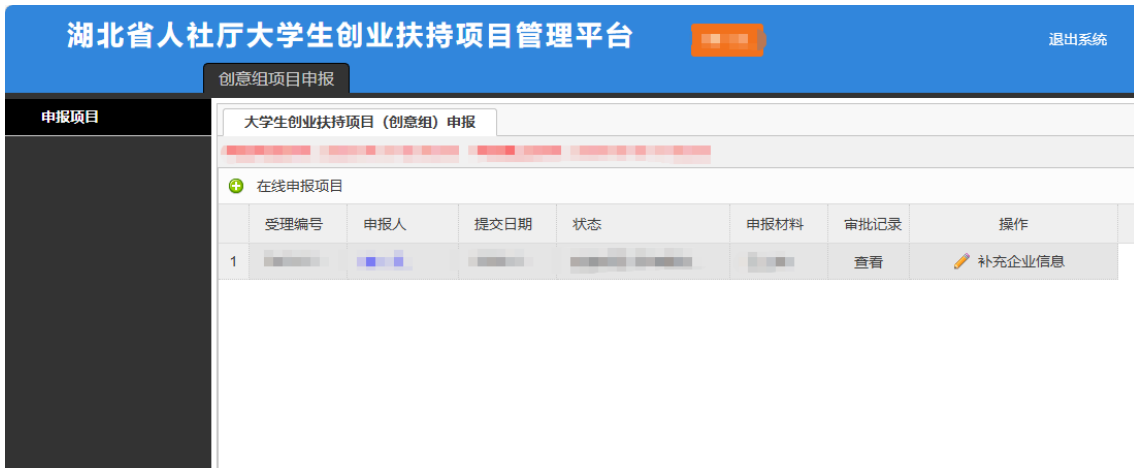 湖北省人社厅大学生创业扶持项目管理平台
退出系统
创意组项目申报
申报项目
大学生创业扶持项目（创意组）申报
在线申报项目
受理编号 申报人 提交日期 状态 申报材料 审批记录 操作
1 查看 补充企业信息